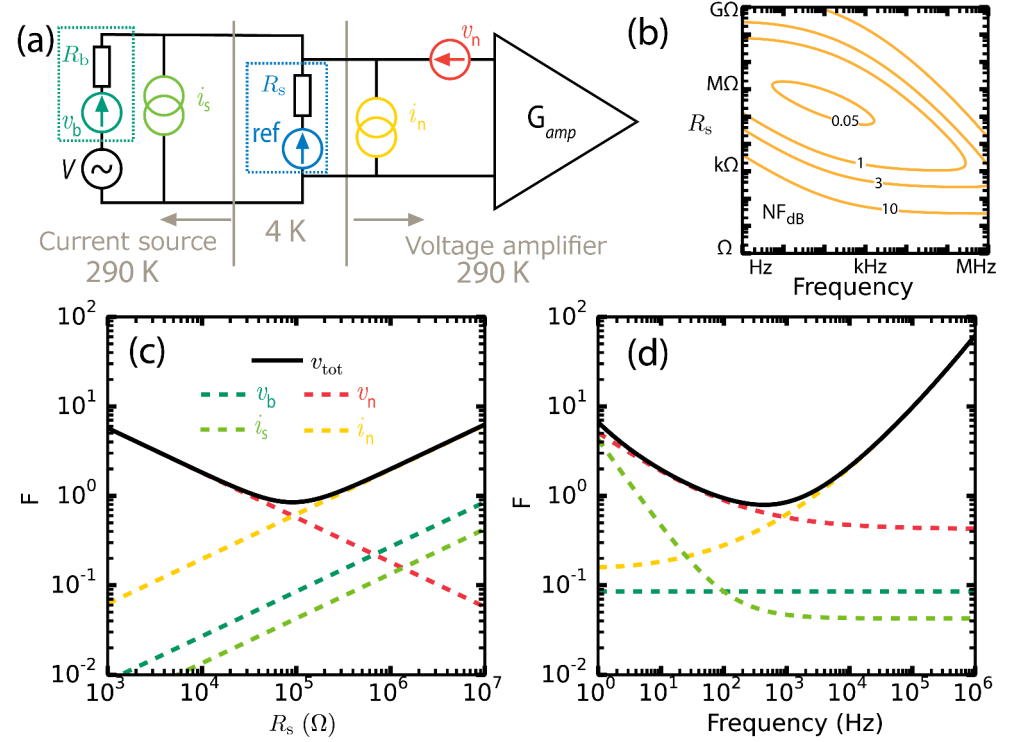 (a)
R_b
v_b
V
i_s
R_s
ref
i_n
v_n
G_amp
Current source
290 K
4 K
Voltage amplifier
290 K
(b)
GΩ
MΩ
R_s
kΩ
Ω
0.05
1
3
10
NF_dB
Hz
kHz
MHz
Frequency
(c)
v_tot
v_b
v_n
i_s
i_n
F
10^2
10^1
10^0
10^-1
10^-2
10^3
10^4
10^5
10^6
10^7
R_s (Ω)
(d)
F
10^2
10^1
10^0
10^-1
10^-2
10^0
10^1
10^2
10^3
10^4
10^5
10^6
Frequency (Hz)